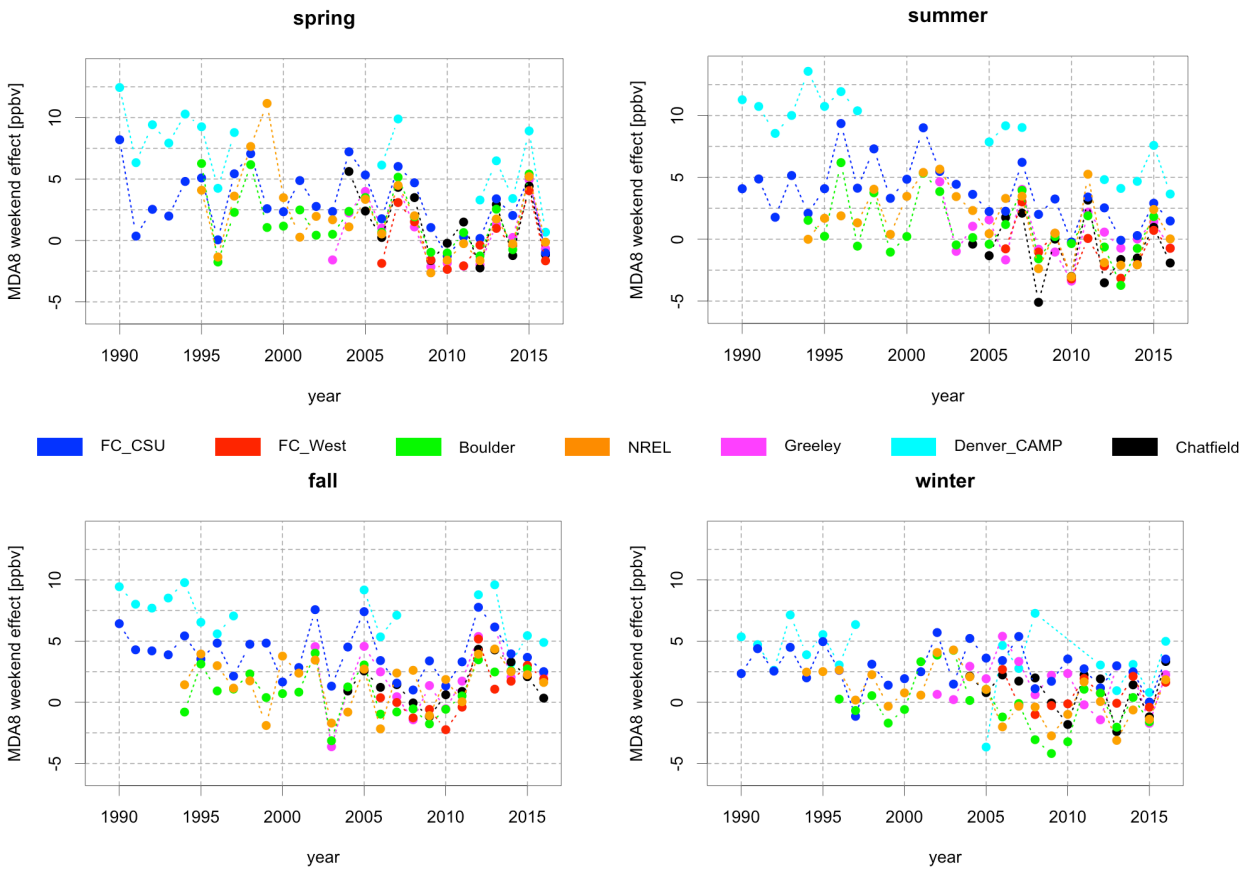 spring
summer
MDA8 weekend effect [ppbv]
10
5
0
-5
1990 1995 2000 2005 2010 2015
year
MDA8 weekend effect [ppbv]
10
5
0
-5
1990 1995 2000 2005 2010 2015
year
FC_CSU FC_West Boulder NREL Greeley Denver_CAMP Chatfield
fall
winter
MDA8 weekend effect [ppbv]
10
5
0
-5
1990 1995 2000 2005 2010 2015
year
MDA8 weekend effect [ppbv]
10
5
0
-5
1990 1995 2000 2005 2010 2015
year